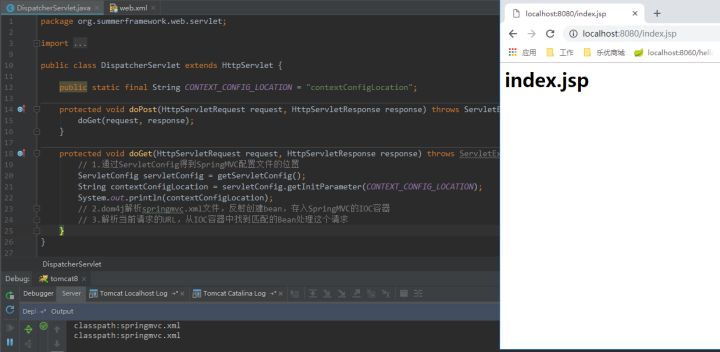 DispatcherServlet.java
web.xml
1 package org.summerframework.web.servlet;
3 import ...
10 public class DispatcherServlet extends HttpServlet {
12 public static final String CONTEXT_CONFIG_LOCATION = "contextConfigLocation";
14 protected void doPost(HttpServletRequest request, HttpServletResponse response) throws ServletE
15 doGet(request, response);
16 }
18 protected void doGet(HttpServletRequest request, HttpServletResponse response) throws ServletEx
19 // 1.通过ServletConfig得到SpringMVC配置文件的位置
20 ServletConfig servletConfig = getServletConfig();
21 String contextConfigLocation = servletConfig.getInitParameter(CONTEXT_CONFIG_LOCATION);
22 System.out.println(contextConfigLocation);
23 // 2.dom4j解析springmvc.xml文件，反射创建bean，存入SpringMVC的IOC容器
24 // 3.解析当前请求的URL，从IOC容器中找到匹配的Bean处理这个请求
25 }
26 }
DispatcherServlet
Debug: tomcat8
Debugger Server Tomcat Localhost Log Tomcat Catalina Log
Depl Output
classpath:springmvc.xml
classpath:springmvc.xml
localhost:8080/index.jsp
localhost:8080/index.jsp
应用 工作 乐优商城 localhost:8060/hell
index.jsp